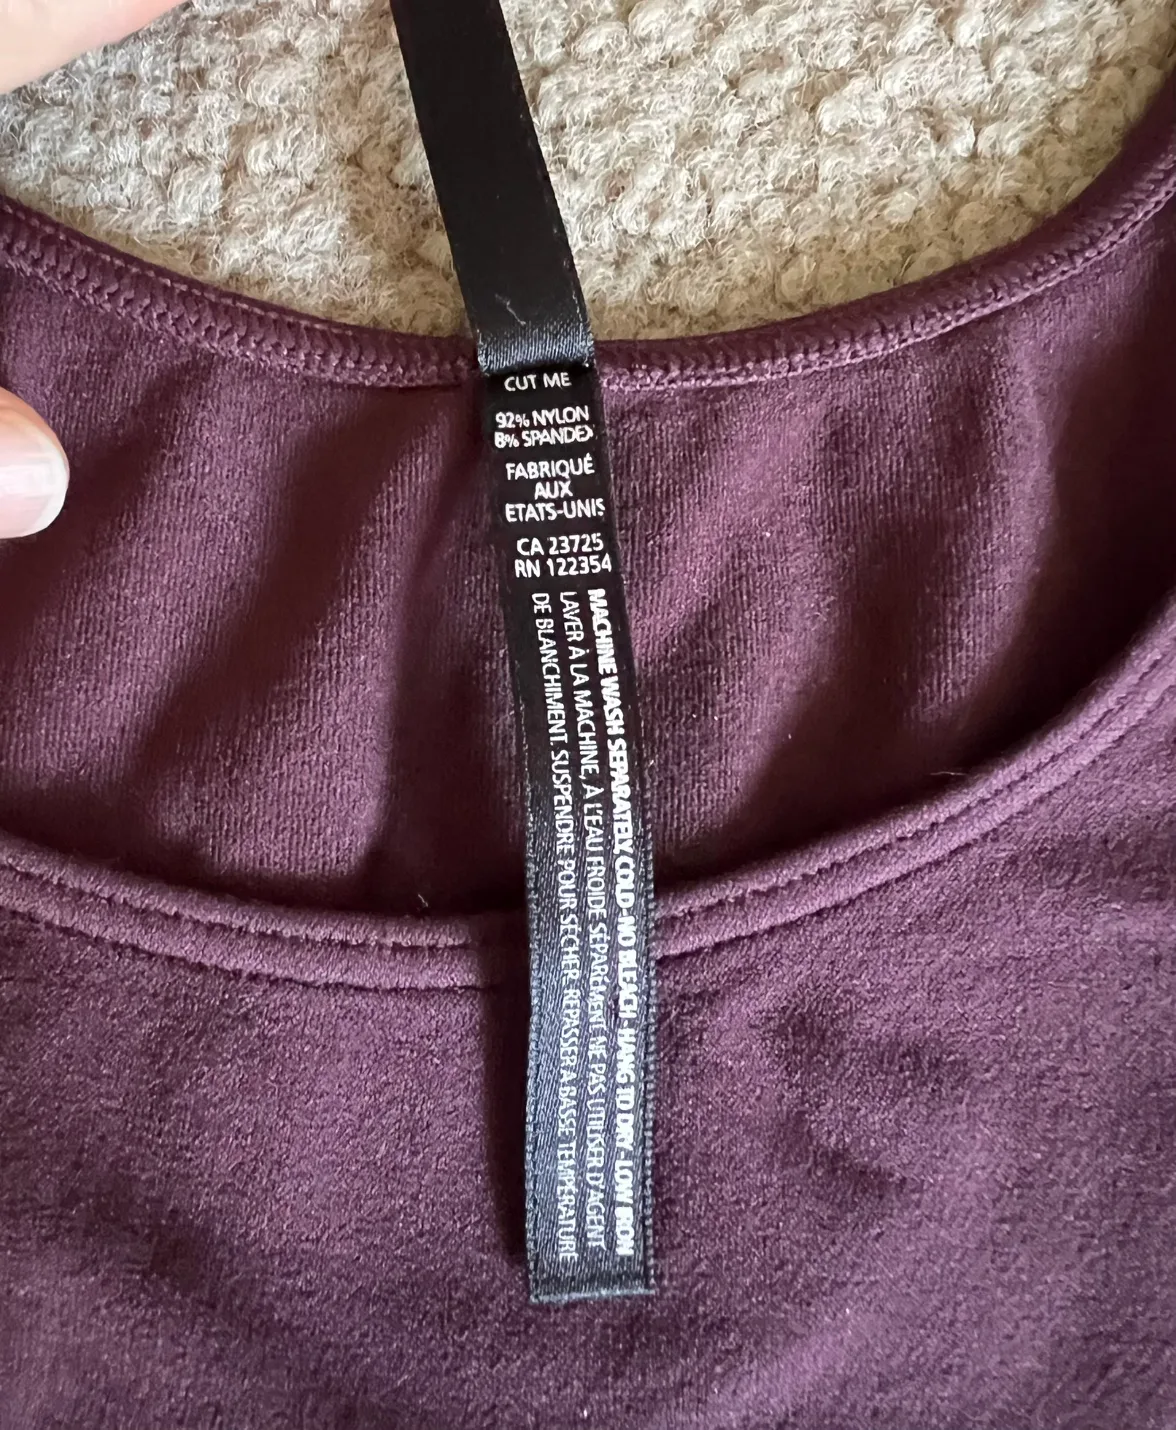 CUT ME
92% NYLON
8% SPANDEX
FABRIQUÉ
AUX
ETATS-UNIS
CA 23725
RN 122354
MACHINE WASH SEPARATELY COLD - NO BLEACH - HANG TO DRY - LOW IRON
LAVER À LA MACHINE, À L'EAU FROIDE SÉPARÉMENT. NE PAS UTILISER D'AGENT
DE BLANCHIMENT. SUSPENDRE POUR SÉCHER. REPASSER A BASSE TEMPÉRATURE